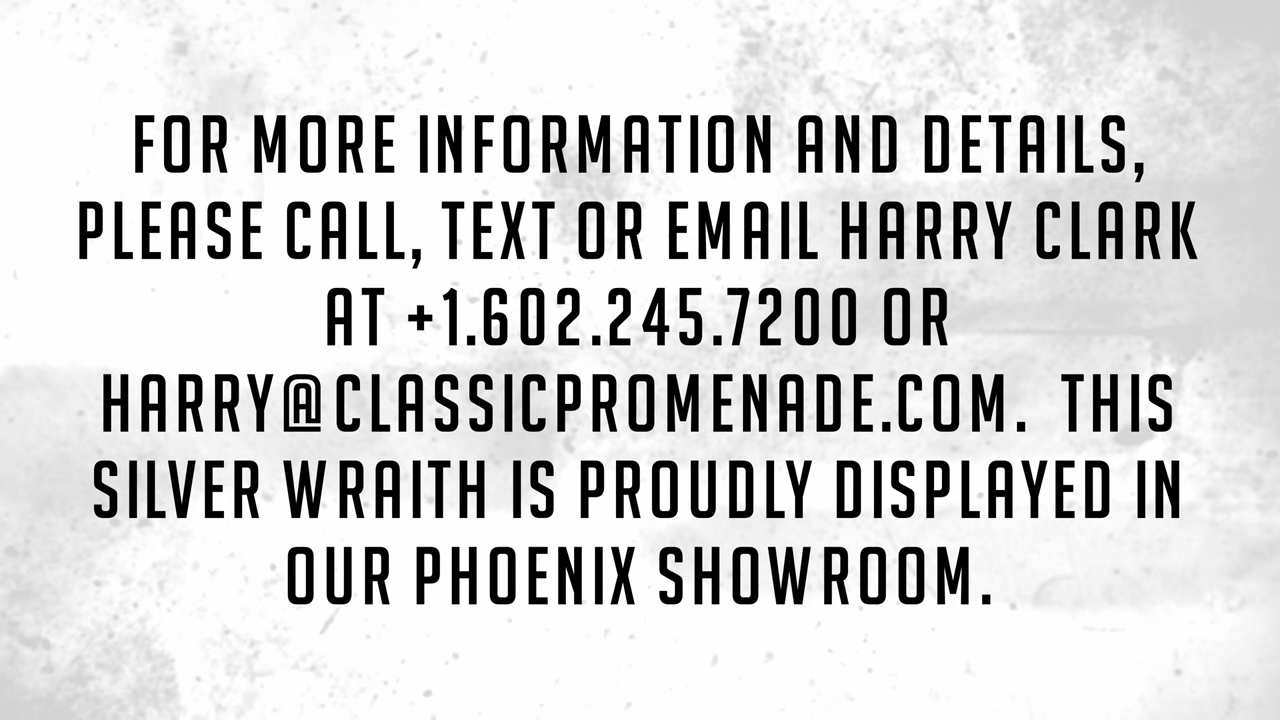 FOR MORE INFORMATION AND DETAILS,
PLEASE CALL, TEXT OR EMAIL HARRY CLARK
AT +1.602.245.7200 OR
HARRY@CLASSICPROMENADE.COM. THIS
SILVER WRAITH IS PROUDLY DISPLAYED IN
OUR PHOENIX SHOWROOM.